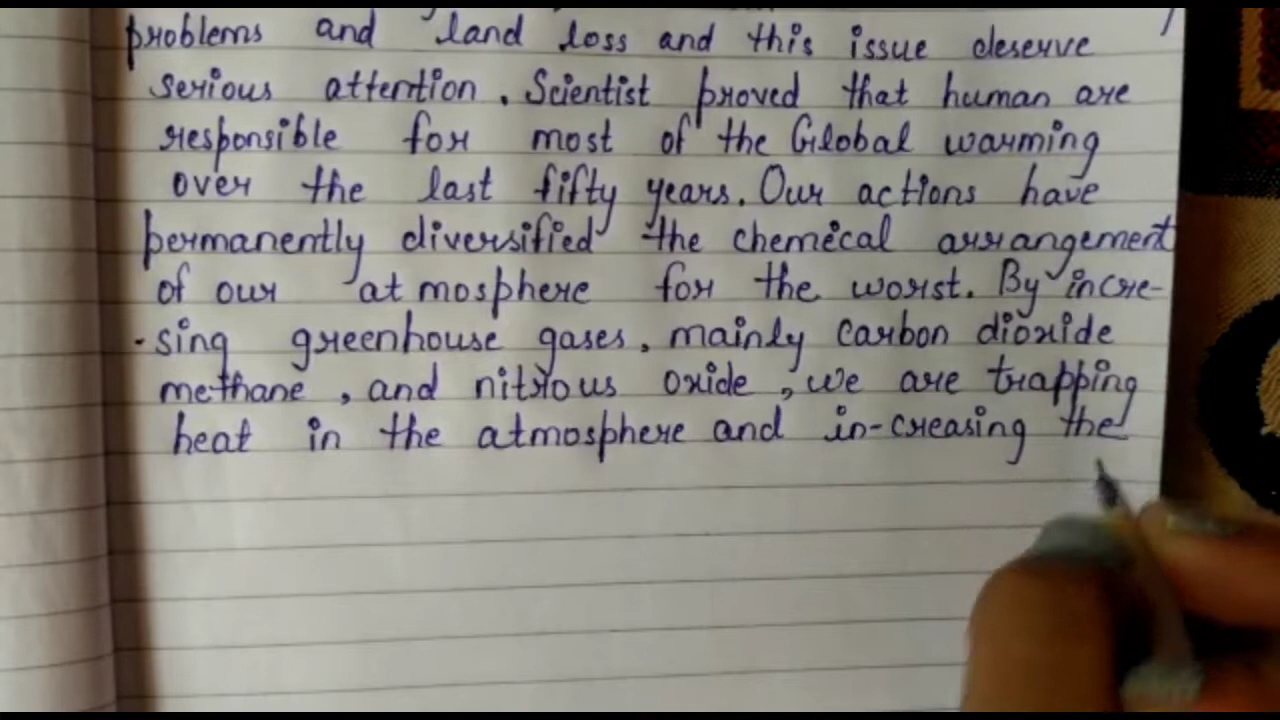 problems and land loss and this issue deserve
serious attention. Scientist proved that human are
responsible for most of the Global warming
over the last fifty years. Our actions have
permanently diversified the chemecal arrangement
of our atmosphere for the worst. By incre-
-sing greenhouse gases, mainly carbon dioxide
methane, and nitrous oxide, we are trapping
heat in the atmosphere and in-creasing the